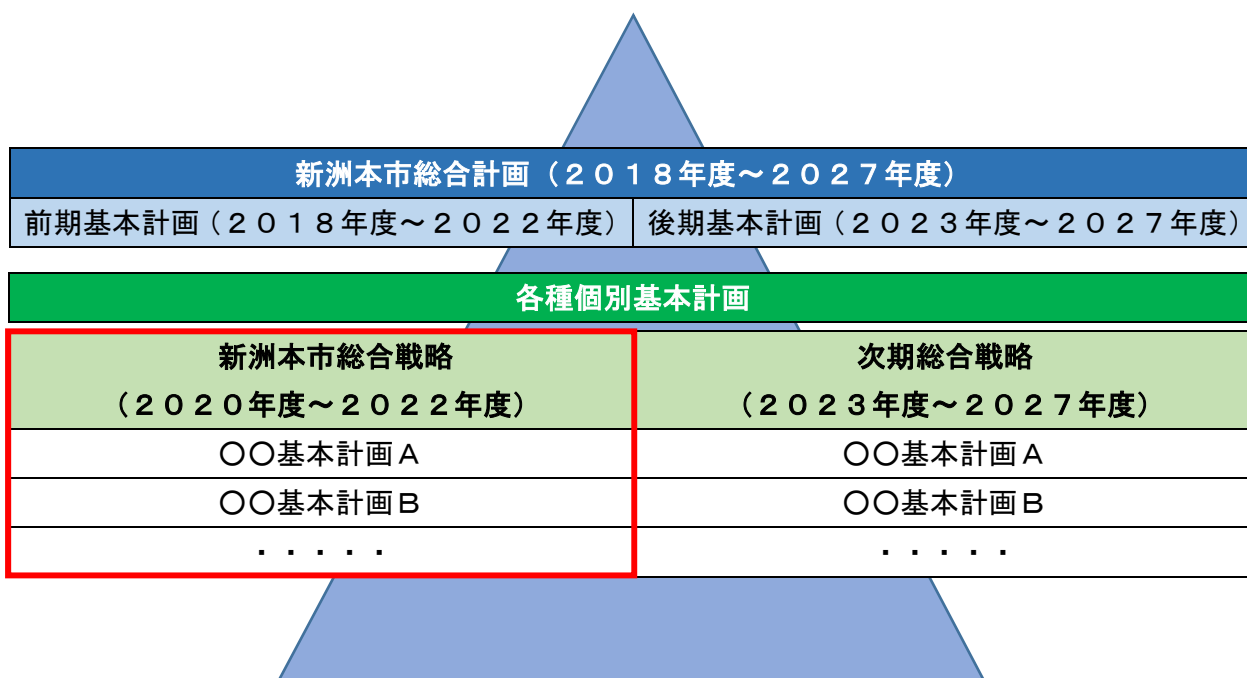 新洲本市総合計画（２０１８年度～２０２７年度）
前期基本計画（２０１８年度～２０２２年度）
後期基本計画（２０２３年度～２０２７年度）
各種個別基本計画
新洲本市総合戦略
（２０２０年度～２０２２年度）
次期総合戦略
（２０２３年度～２０２７年度）
〇〇基本計画Ａ
〇〇基本計画Ａ
〇〇基本計画Ｂ
〇〇基本計画Ｂ
・・・・・
・・・・・